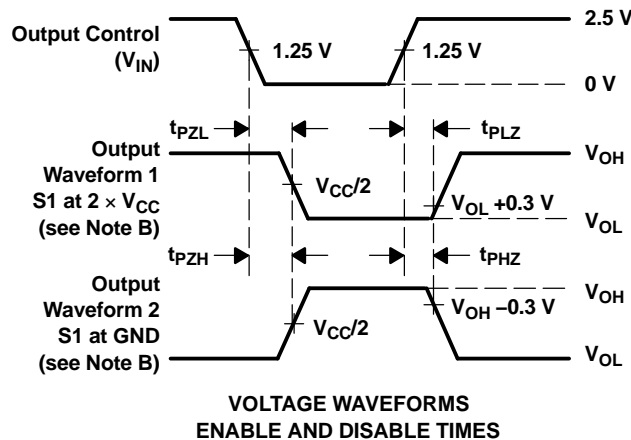 Output Control
(VIN)
1.25 V
1.25 V
2.5 V
0 V
tPZL
tPLZ
Output
Waveform 1
S1 at 2 × VCC
(see Note B)
VCC/2
VOL +0.3 V
VOH
VOL
tPZH
tPHZ
Output
Waveform 2
S1 at GND
(see Note B)
VCC/2
VOH −0.3 V
VOH
VOL
VOLTAGE WAVEFORMS
ENABLE AND DISABLE TIMES